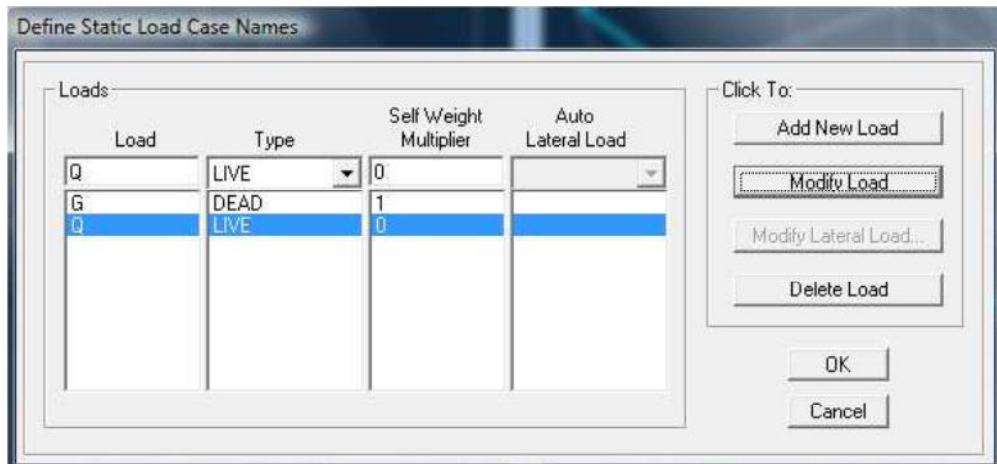 Define Static Load Case Names
Loads
Load Type Self Weight Multiplier Auto Lateral Load
Q LIVE 0
G DEAD 1
Q LIVE 0
Click To:
Add New Load
Modify Load
Modify Lateral Load...
Delete Load
OK
Cancel